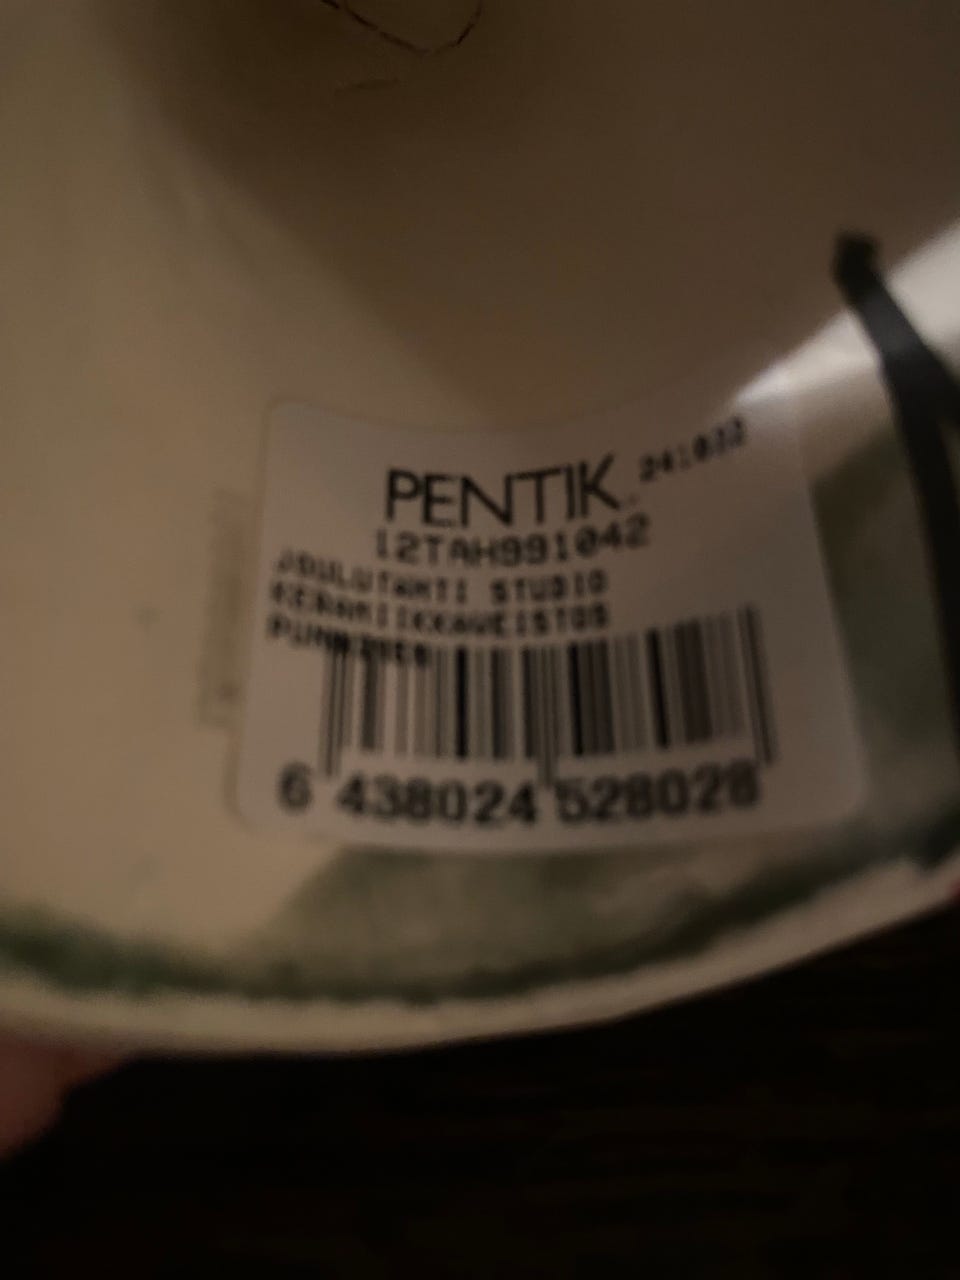 PENTIK
12TAH991042
JOULUTAHTI STUDIO
KERAMIIKKAVEISTOS
6 438024 528028